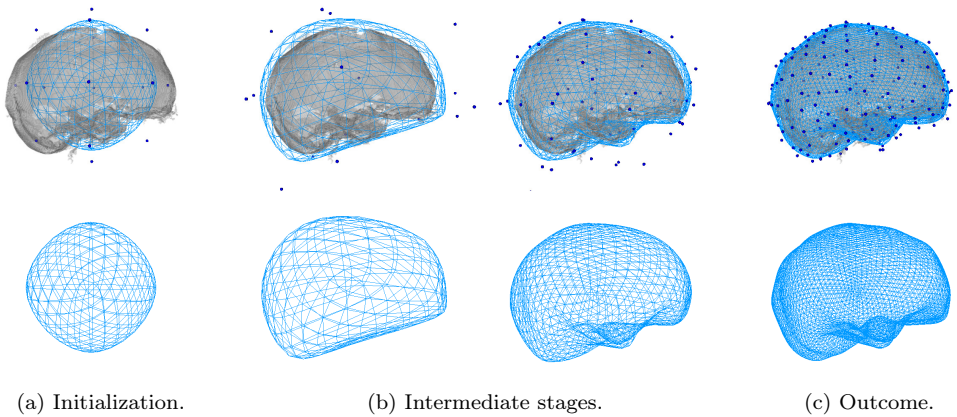 (a) Initialization.
(b) Intermediate stages.
(c) Outcome.